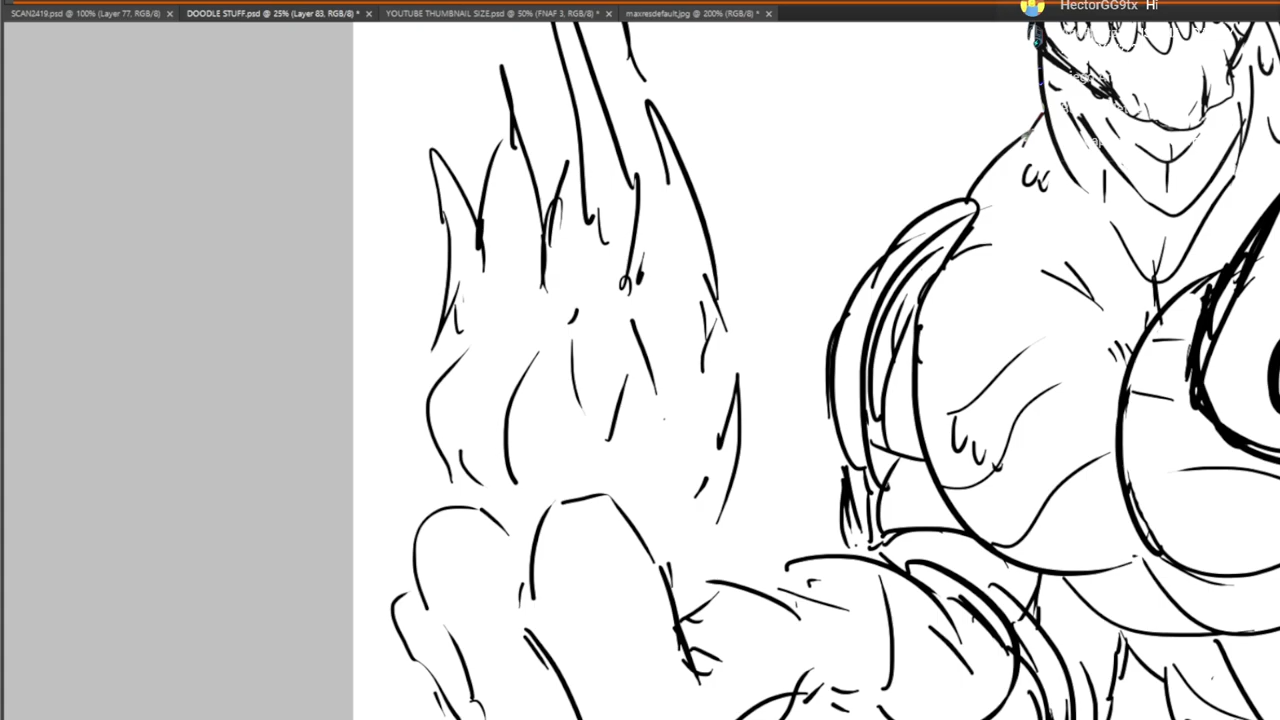 SCAN2419.psd @ 100% (Layer 77, RGB/8) ×
DOODLE STUFF.psd @ 25% (Layer 83, RGB/8) * ×
YOUTUBE THUMBNAIL SIZE.psd @ 50% (FNAF 3, RGB/8) * ×
maxresdefault.jpg @ 200% (RGB/8) * ×
HectorGG9tx Hi